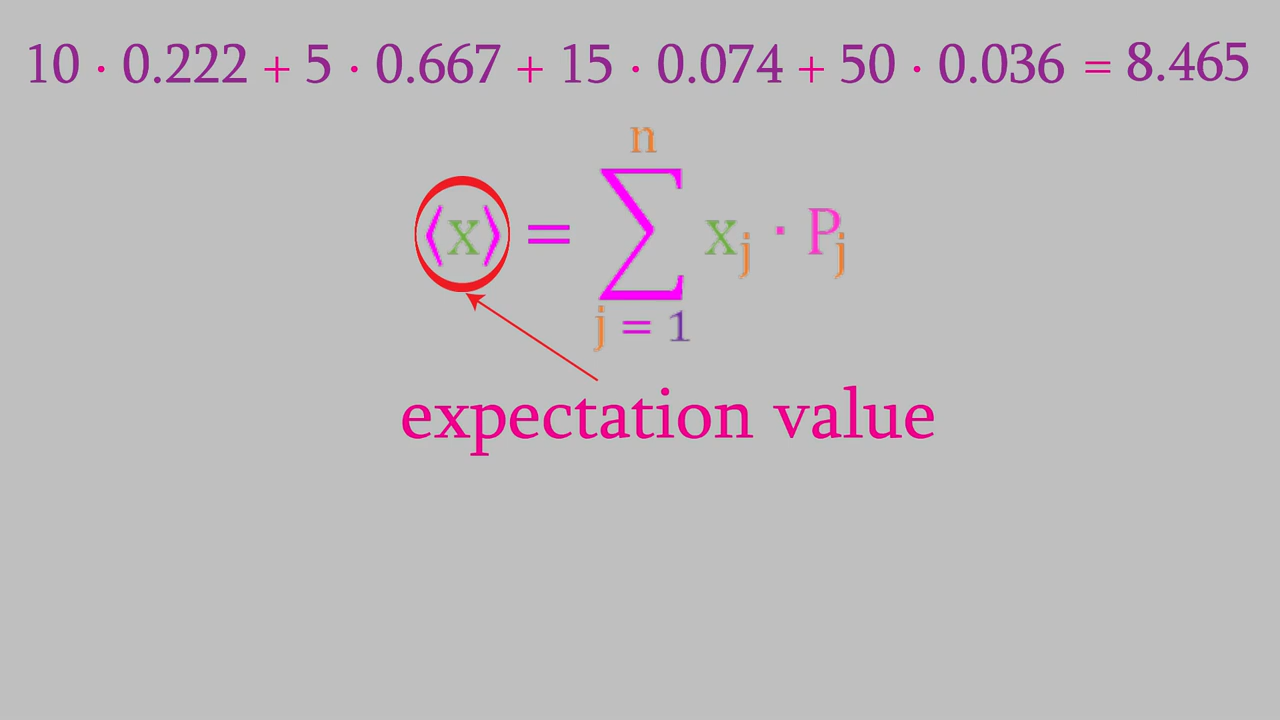 10 · 0.222 + 5 · 0.667 + 15 · 0.074 + 50 · 0.036 = 8.465
n
⟨x⟩ = ∑ xⱼ · Pⱼ
j = 1
expectation value